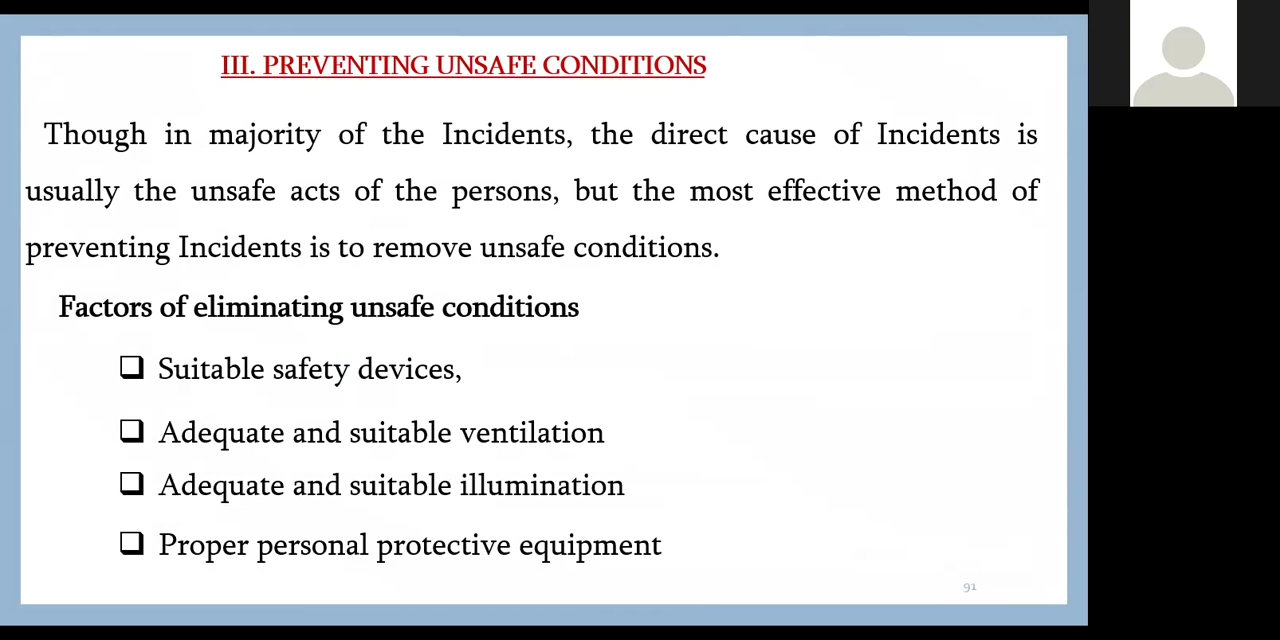 III. PREVENTING UNSAFE CONDITIONS
Though in majority of the Incidents, the direct cause of Incidents is
usually the unsafe acts of the persons, but the most effective method of
preventing Incidents is to remove unsafe conditions.
Factors of eliminating unsafe conditions
❑ Suitable safety devices,
❑ Adequate and suitable ventilation
❑ Adequate and suitable illumination
❑ Proper personal protective equipment
91